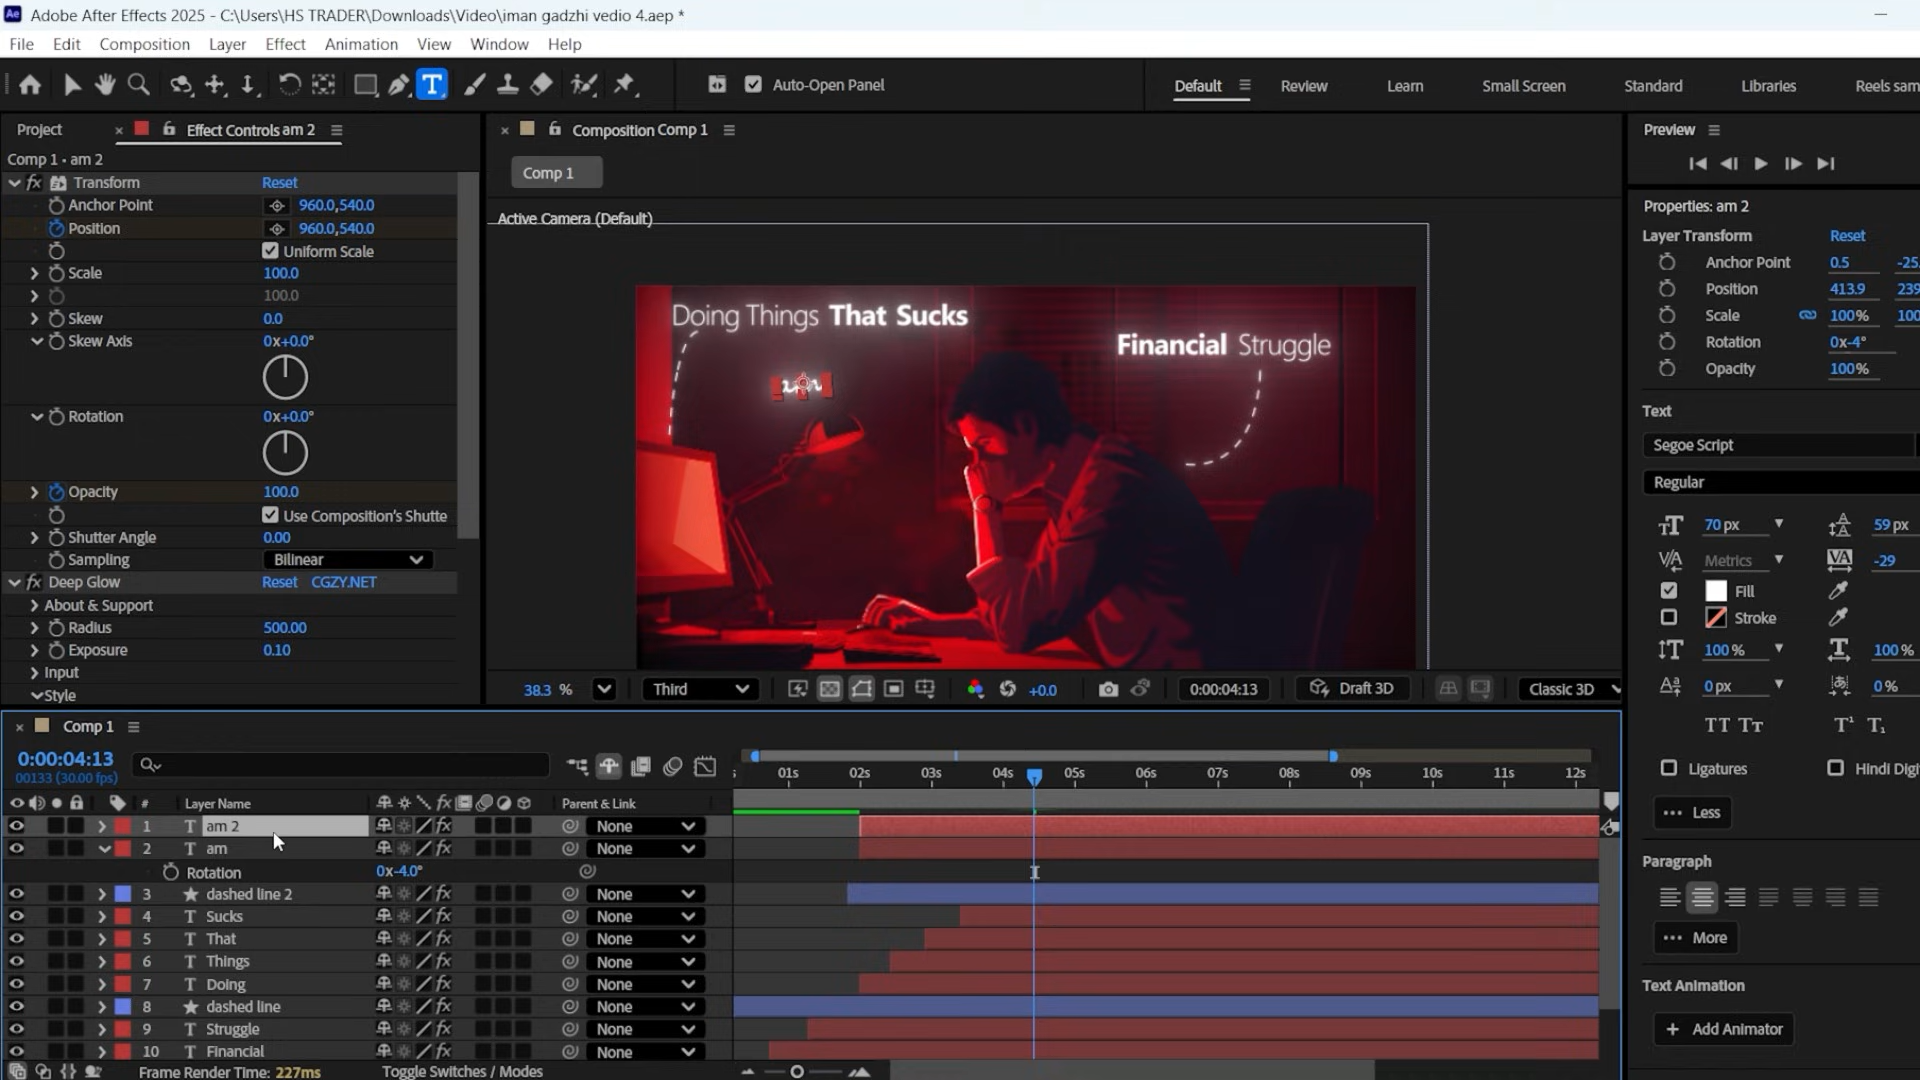 Adobe After Effects 2025 - C:\Users\HS TRADER\Downloads\Video\iman gadzhi vedio 4.aep *
File Edit Composition Layer Effect Animation View Window Help
Auto-Open Panel
Default Review Learn Small Screen Standard Libraries Reels sam
Project Effect Controls am 2
Comp 1 • am 2
Transform Reset
Anchor Point 960.0,540.0
Position 960.0,540.0
Uniform Scale
Scale 100.0
100.0
Skew 0.0
Skew Axis 0x+0.0°
Rotation 0x+0.0°
Opacity 100.0
Use Composition's Shutte
Shutter Angle 0.00
Sampling Bilinear
Deep Glow Reset CGZY.NET
About & Support
Radius 500.00
Exposure 0.10
Input
Style
Composition Comp 1
Comp 1
Active Camera (Default)
Doing Things That Sucks
Financial Struggle
38.3 % Third +0.0 0:00:04:13 Draft 3D Classic 3D
Preview
Properties: am 2
Layer Transform Reset
Anchor Point 0.5 -25.
Position 413.9 239
Scale 100% 100
Rotation 0x-4°
Opacity 100%
Text
Segoe Script
Regular
70 px 59 px
Metrics -29
Fill
Stroke
100 % 100 %
0 px 0 %
Ligatures Hindi Digi
Less
Paragraph
More
Text Animation
Add Animator
Comp 1
0:00:04:13
00133 (30.00 fps)
01s 02s 03s 04s 05s 06s 07s 08s 09s 10s 11s 12s
# Layer Name Parent & Link
1 T am 2 None
2 T am None
Rotation 0x-4.0°
3 dashed line 2 None
4 T Sucks None
5 T That None
6 T Things None
7 T Doing None
8 dashed line None
9 T Struggle None
10 T Financial None
Frame Render Time: 227ms Toggle Switches / Modes